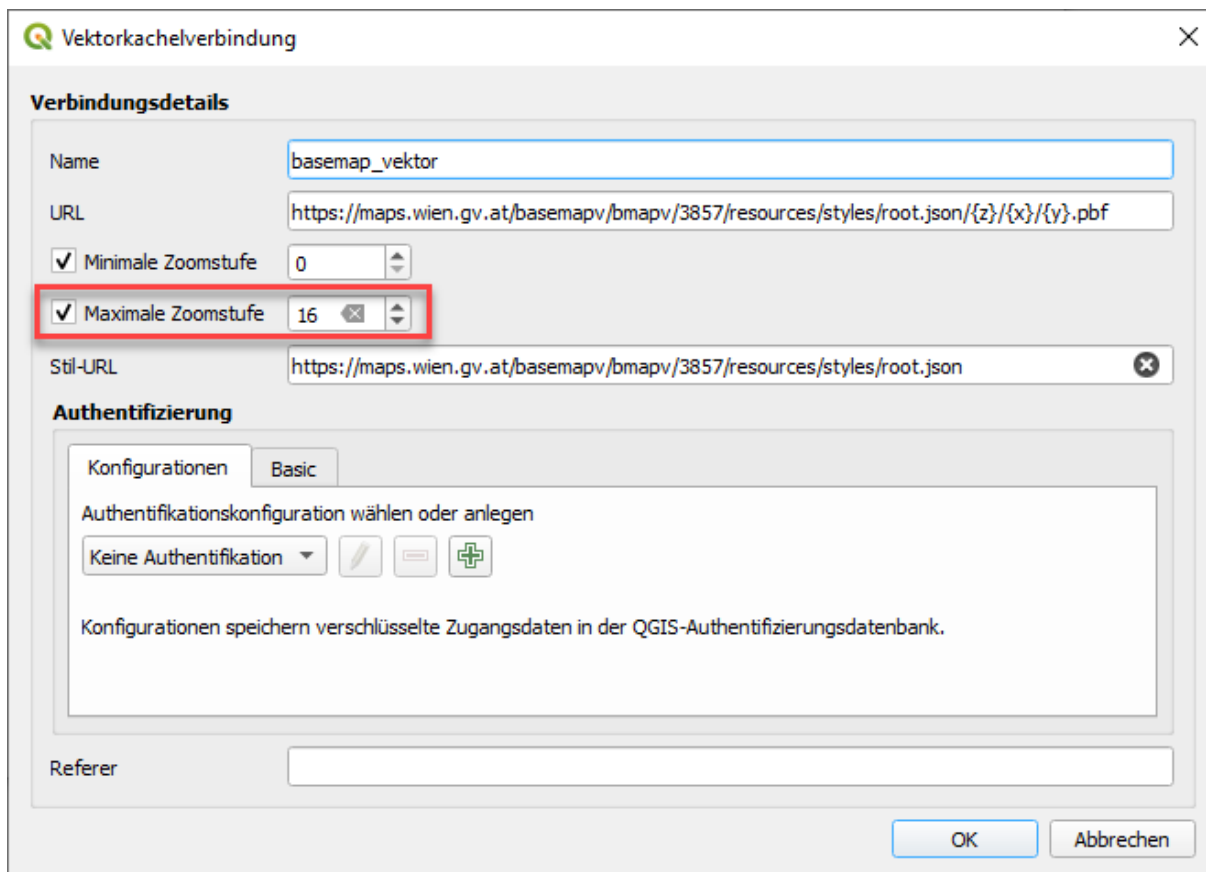 Vektorkachelverbindung
Verbindungsdetails
Name basemap_vektor
URL https://maps.wien.gv.at/basemapv/bmapv/3857/resources/styles/root.json/{z}/{x}/{y}.pbf
Minimale Zoomstufe 0
Maximale Zoomstufe 16
Stil-URL https://maps.wien.gv.at/basemapv/bmapv/3857/resources/styles/root.json
Authentifizierung
Konfigurationen Basic
Authentifikationskonfiguration wählen oder anlegen
Keine Authentifikation
Konfigurationen speichern verschlüsselte Zugangsdaten in der QGIS-Authentifizierungsdatenbank.
Referer
OK Abbrechen